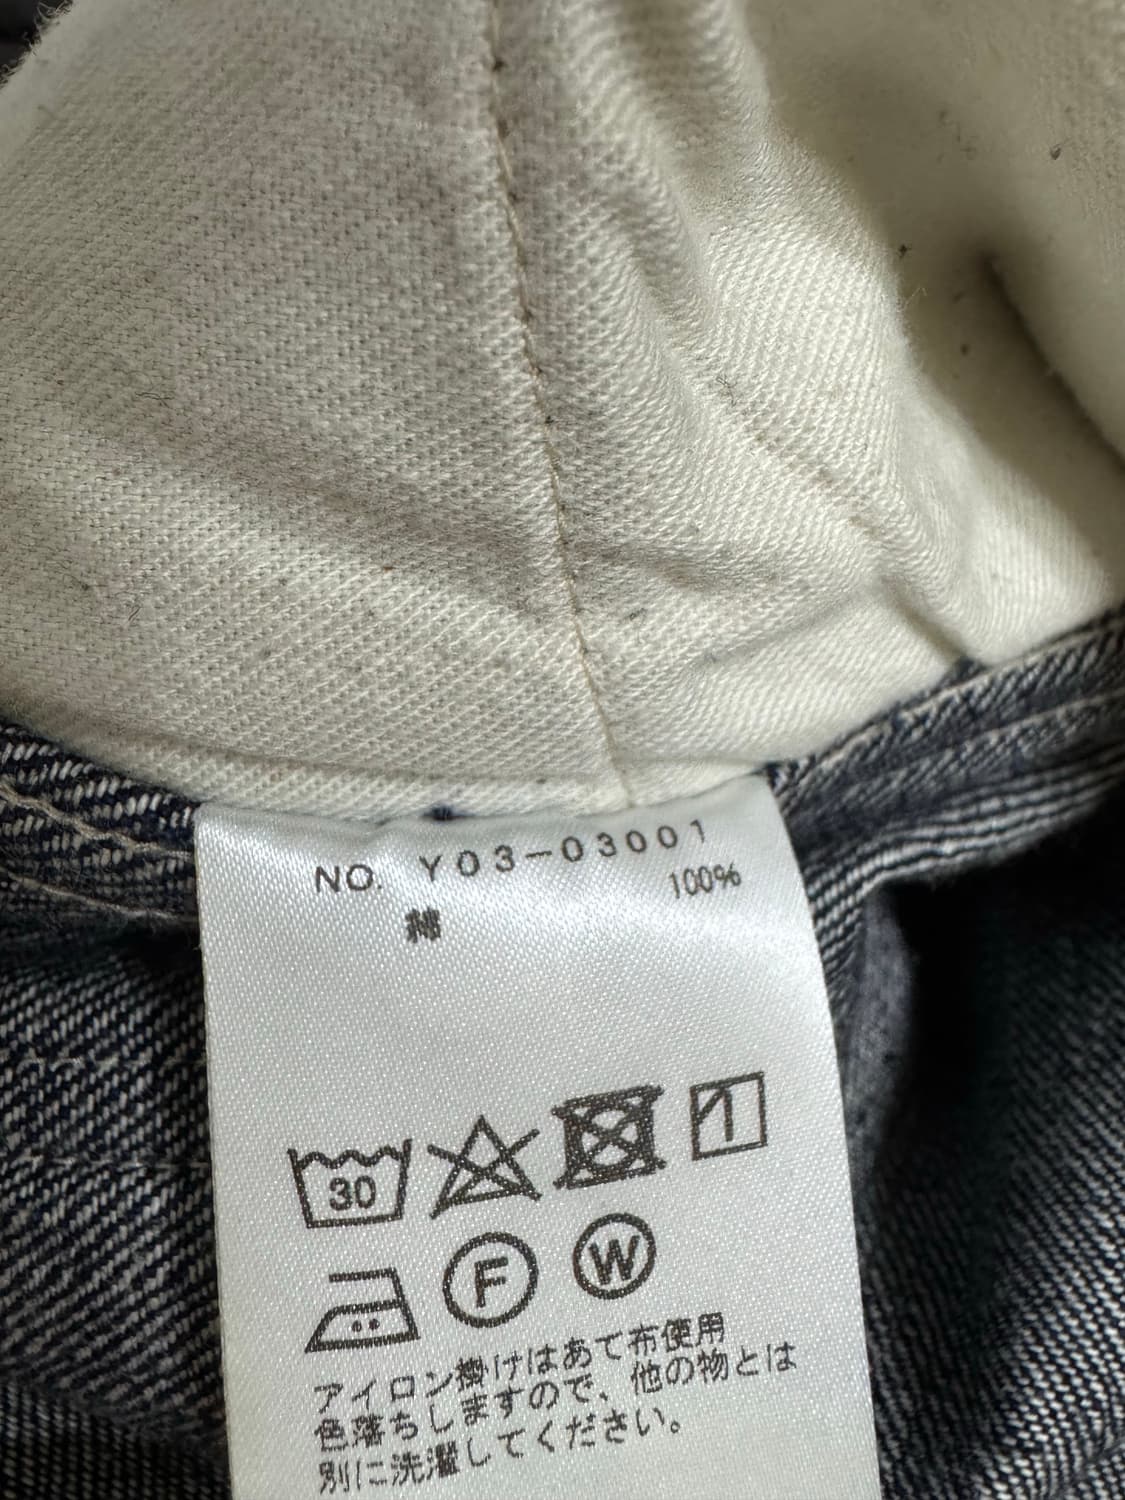 NO. Y03-03001
綿 100%
30
F W
アイロン掛けはあて布使用
色落ちしますので、他の物とは
別に洗濯してください。